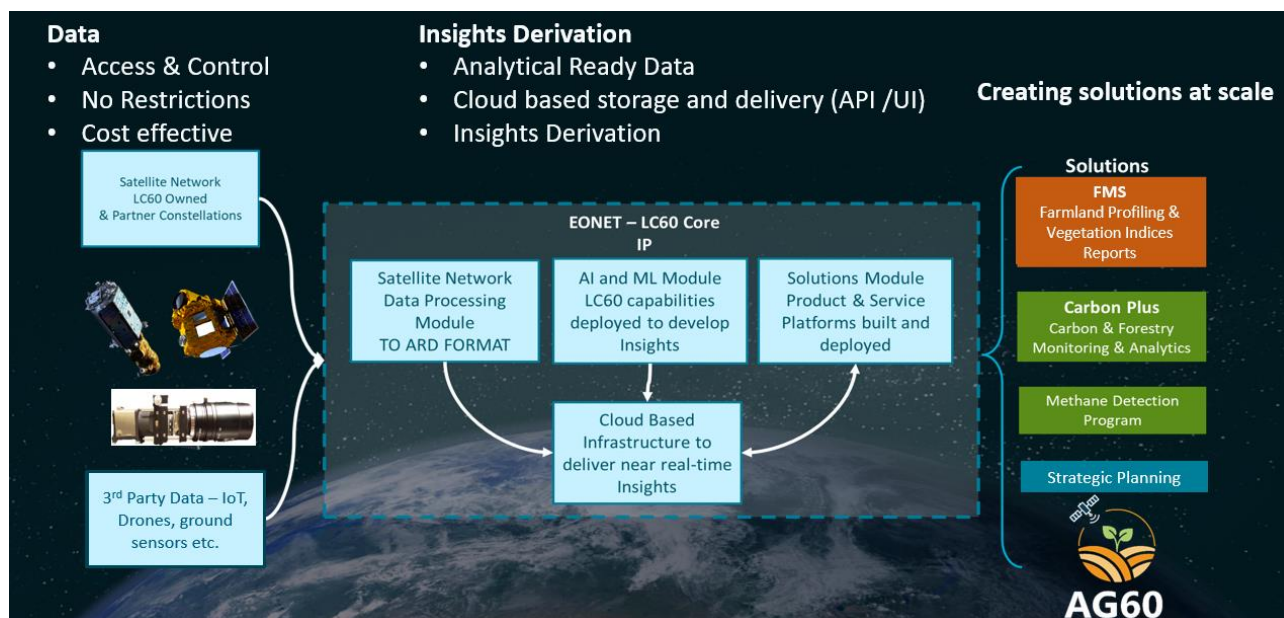 Data
• Access & Control
• No Restrictions
• Cost effective
Insights Derivation
• Analytical Ready Data
• Cloud based storage and delivery (API /UI)
• Insights Derivation
Creating solutions at scale
Satellite Network
LC60 Owned
& Partner Constellations
3rd Party Data – IoT,
Drones, ground
sensors etc.
EONET – LC60 Core
IP
Satellite Network
Data Processing
Module
TO ARD FORMAT
AI and ML Module
LC60 capabilities
deployed to develop
Insights
Solutions Module
Product & Service
Platforms built and
deployed
Cloud Based
Infrastructure to
deliver near real-time
Insights
Solutions
FMS
Farmland Profiling &
Vegetation Indices
Reports
Carbon Plus
Carbon & Forestry
Monitoring & Analytics
Methane Detection
Program
Strategic Planning
AG60